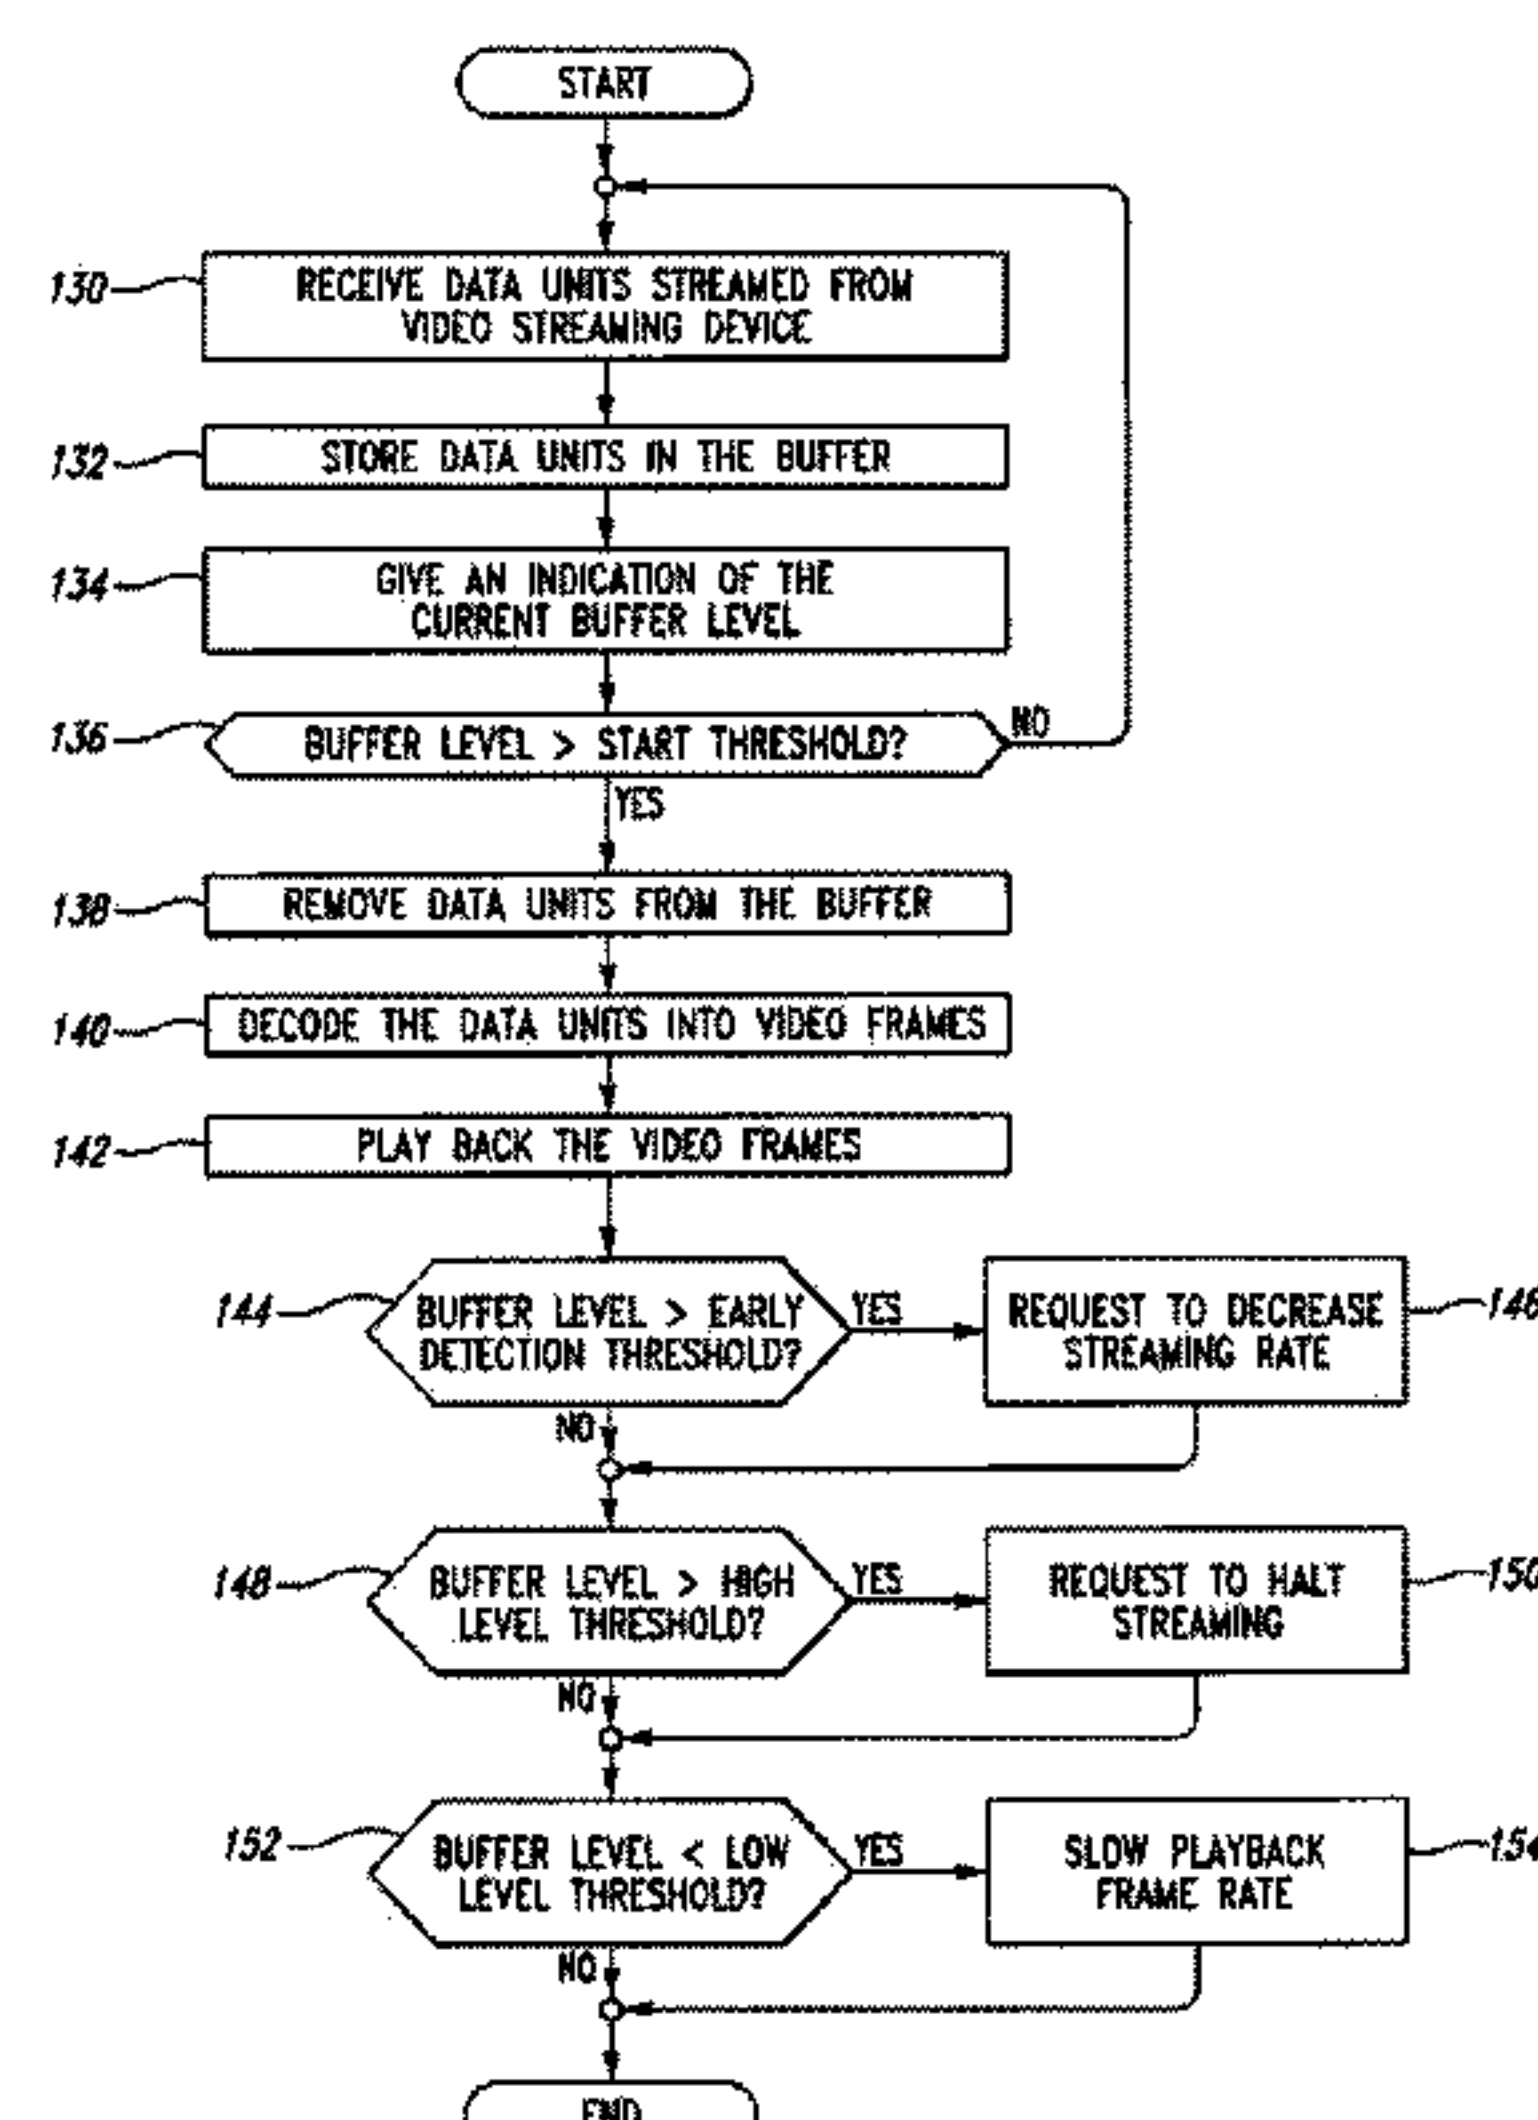 START
130
RECEIVE DATA UNITS STREAMED FROM
VIDEO STREAMING DEVICE
132
STORE DATA UNITS IN THE BUFFER
134
GIVE AN INDICATION OF THE
CURRENT BUFFER LEVEL
136
BUFFER LEVEL > START THRESHOLD?
NO
YES
138
REMOVE DATA UNITS FROM THE BUFFER
140
DECODE THE DATA UNITS INTO VIDEO FRAMES
142
PLAY BACK THE VIDEO FRAMES
144
BUFFER LEVEL > EARLY
DETECTION THRESHOLD?
YES
REQUEST TO DECREASE
STREAMING RATE
146
NO
148
BUFFER LEVEL > HIGH
LEVEL THRESHOLD?
YES
REQUEST TO HALT
STREAMING
150
NO
152
BUFFER LEVEL < LOW
LEVEL THRESHOLD?
YES
SLOW PLAYBACK
FRAME RATE
154
NO
END